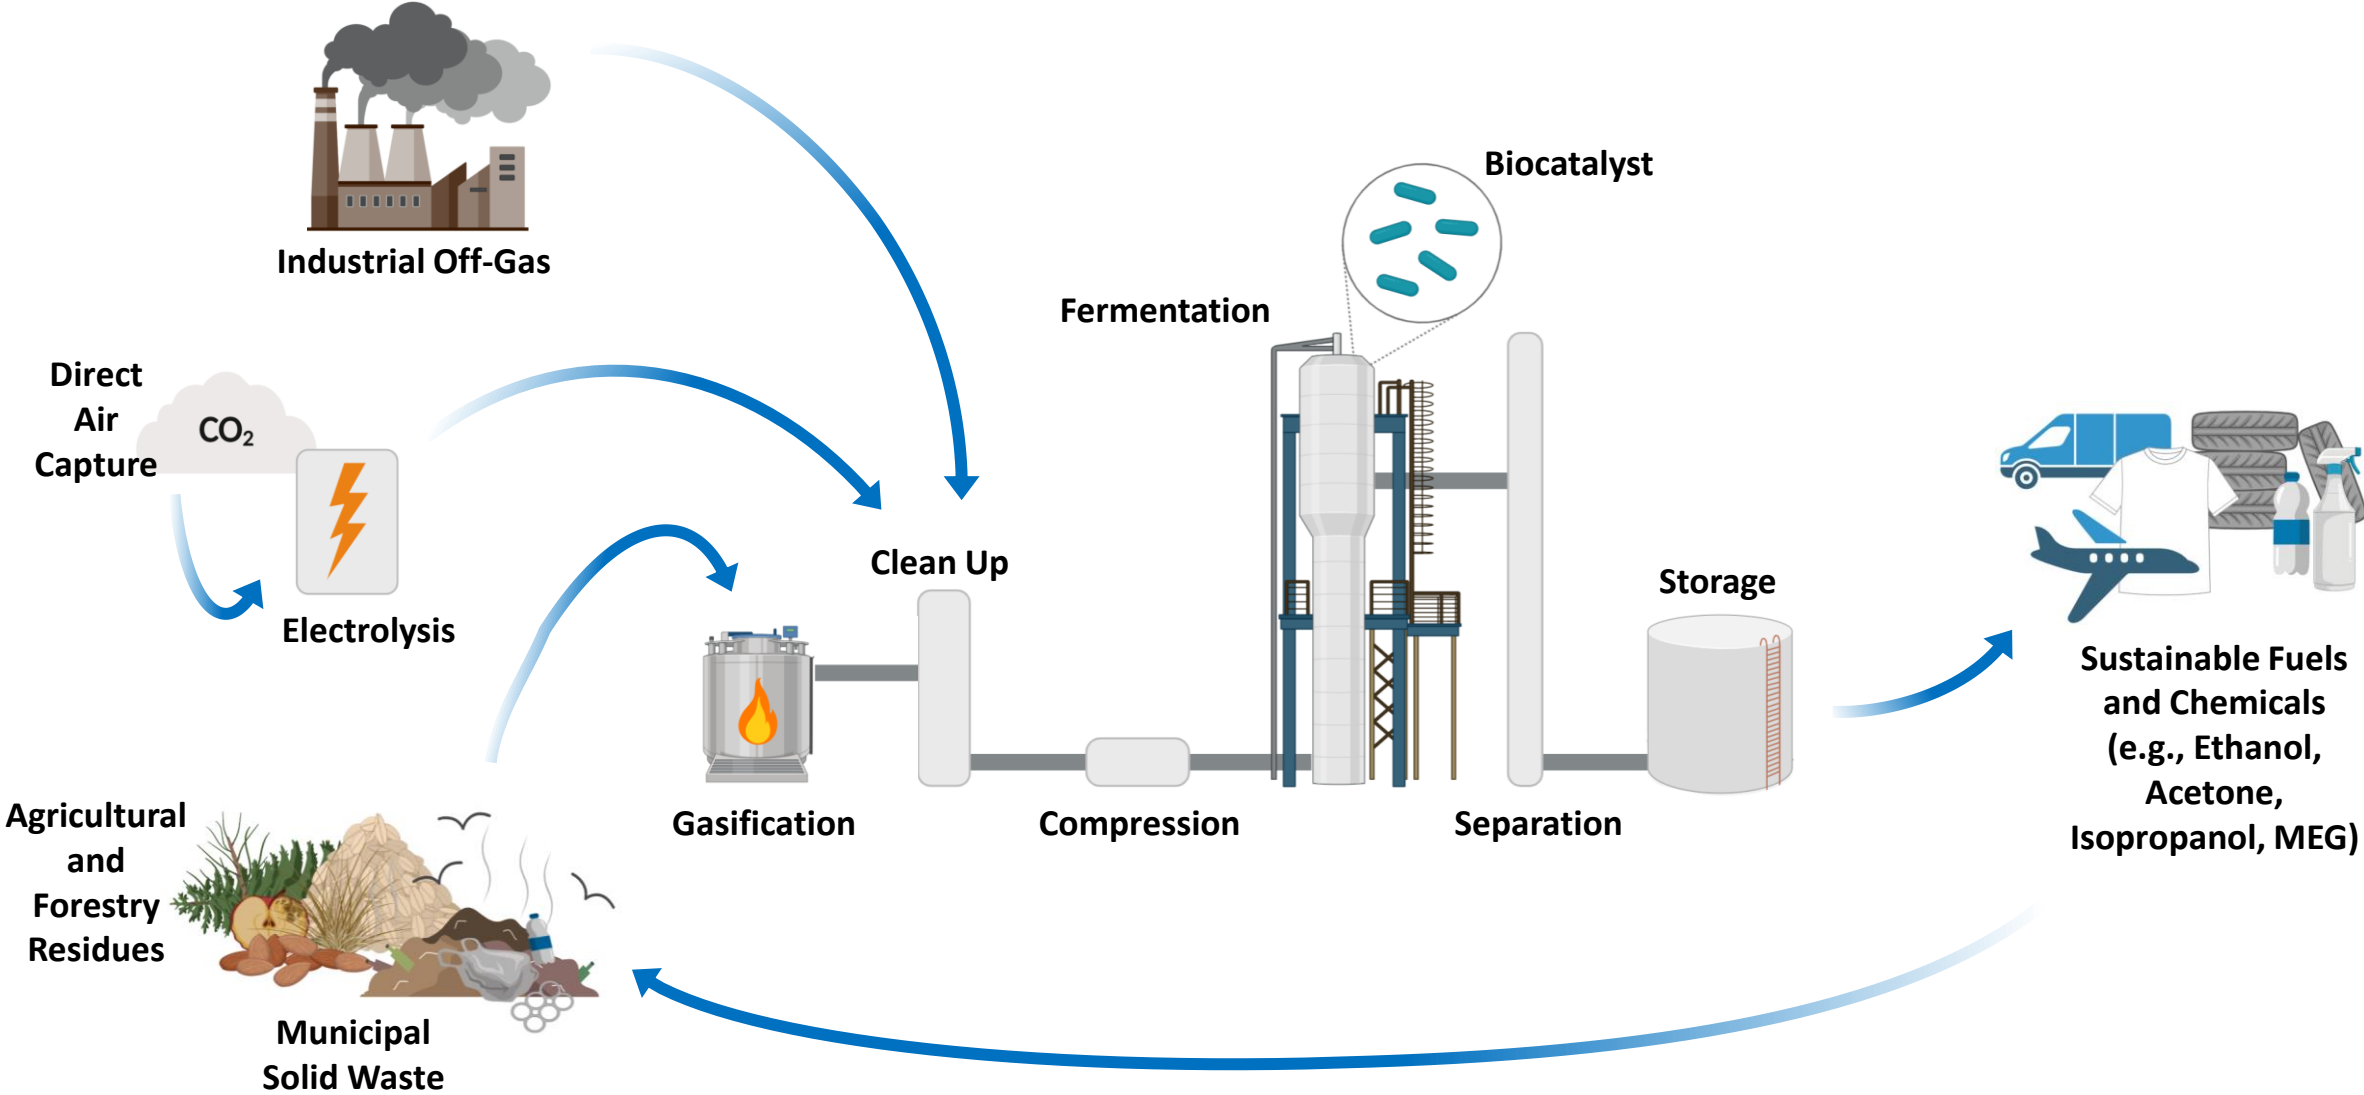 Industrial Off-Gas
Direct
Air
Capture
CO₂
Electrolysis
Agricultural
and
Forestry
Residues
Municipal
Solid Waste
Gasification
Clean Up
Compression
Fermentation
Biocatalyst
Separation
Storage
Sustainable Fuels
and Chemicals
(e.g., Ethanol,
Acetone,
Isopropanol, MEG)